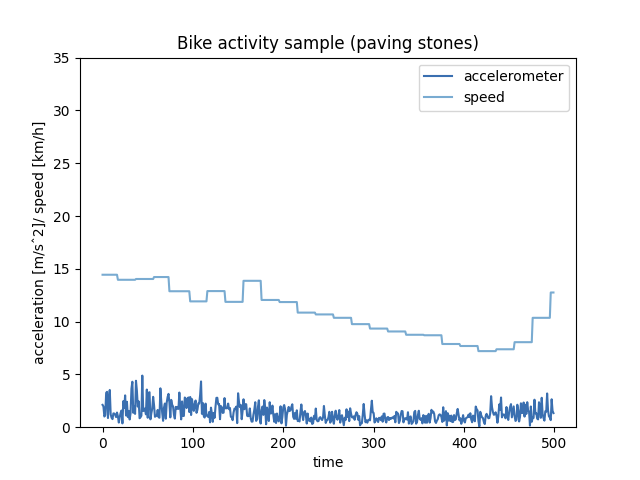 Bike activity sample (paving stones)
accelerometer
speed
35
30
25
20
15
10
5
0
acceleration [m/sˆ2]/ speed [km/h]
0 100 200 300 400 500
time